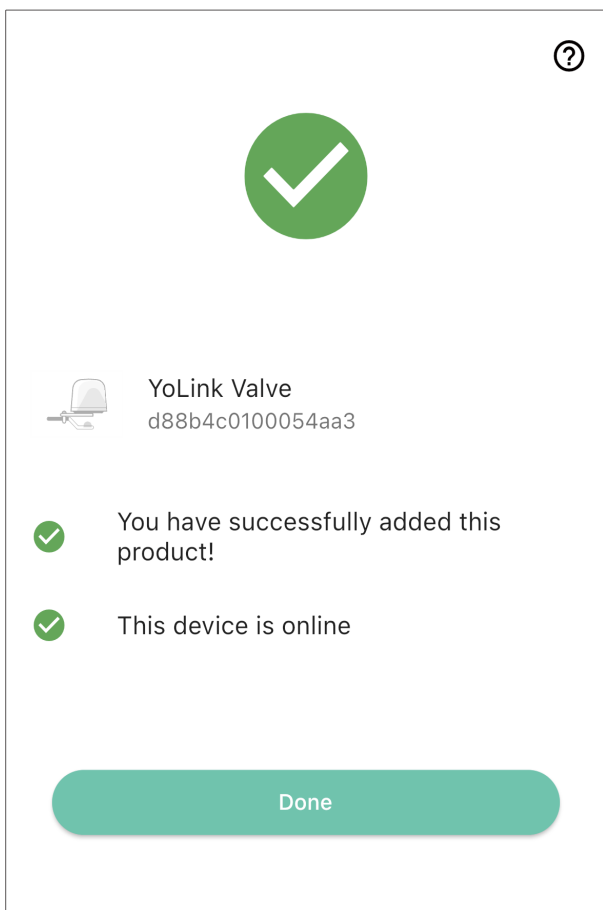 YoLink Valve
d88b4c0100054aa3
You have successfully added this
product!
This device is online
Done